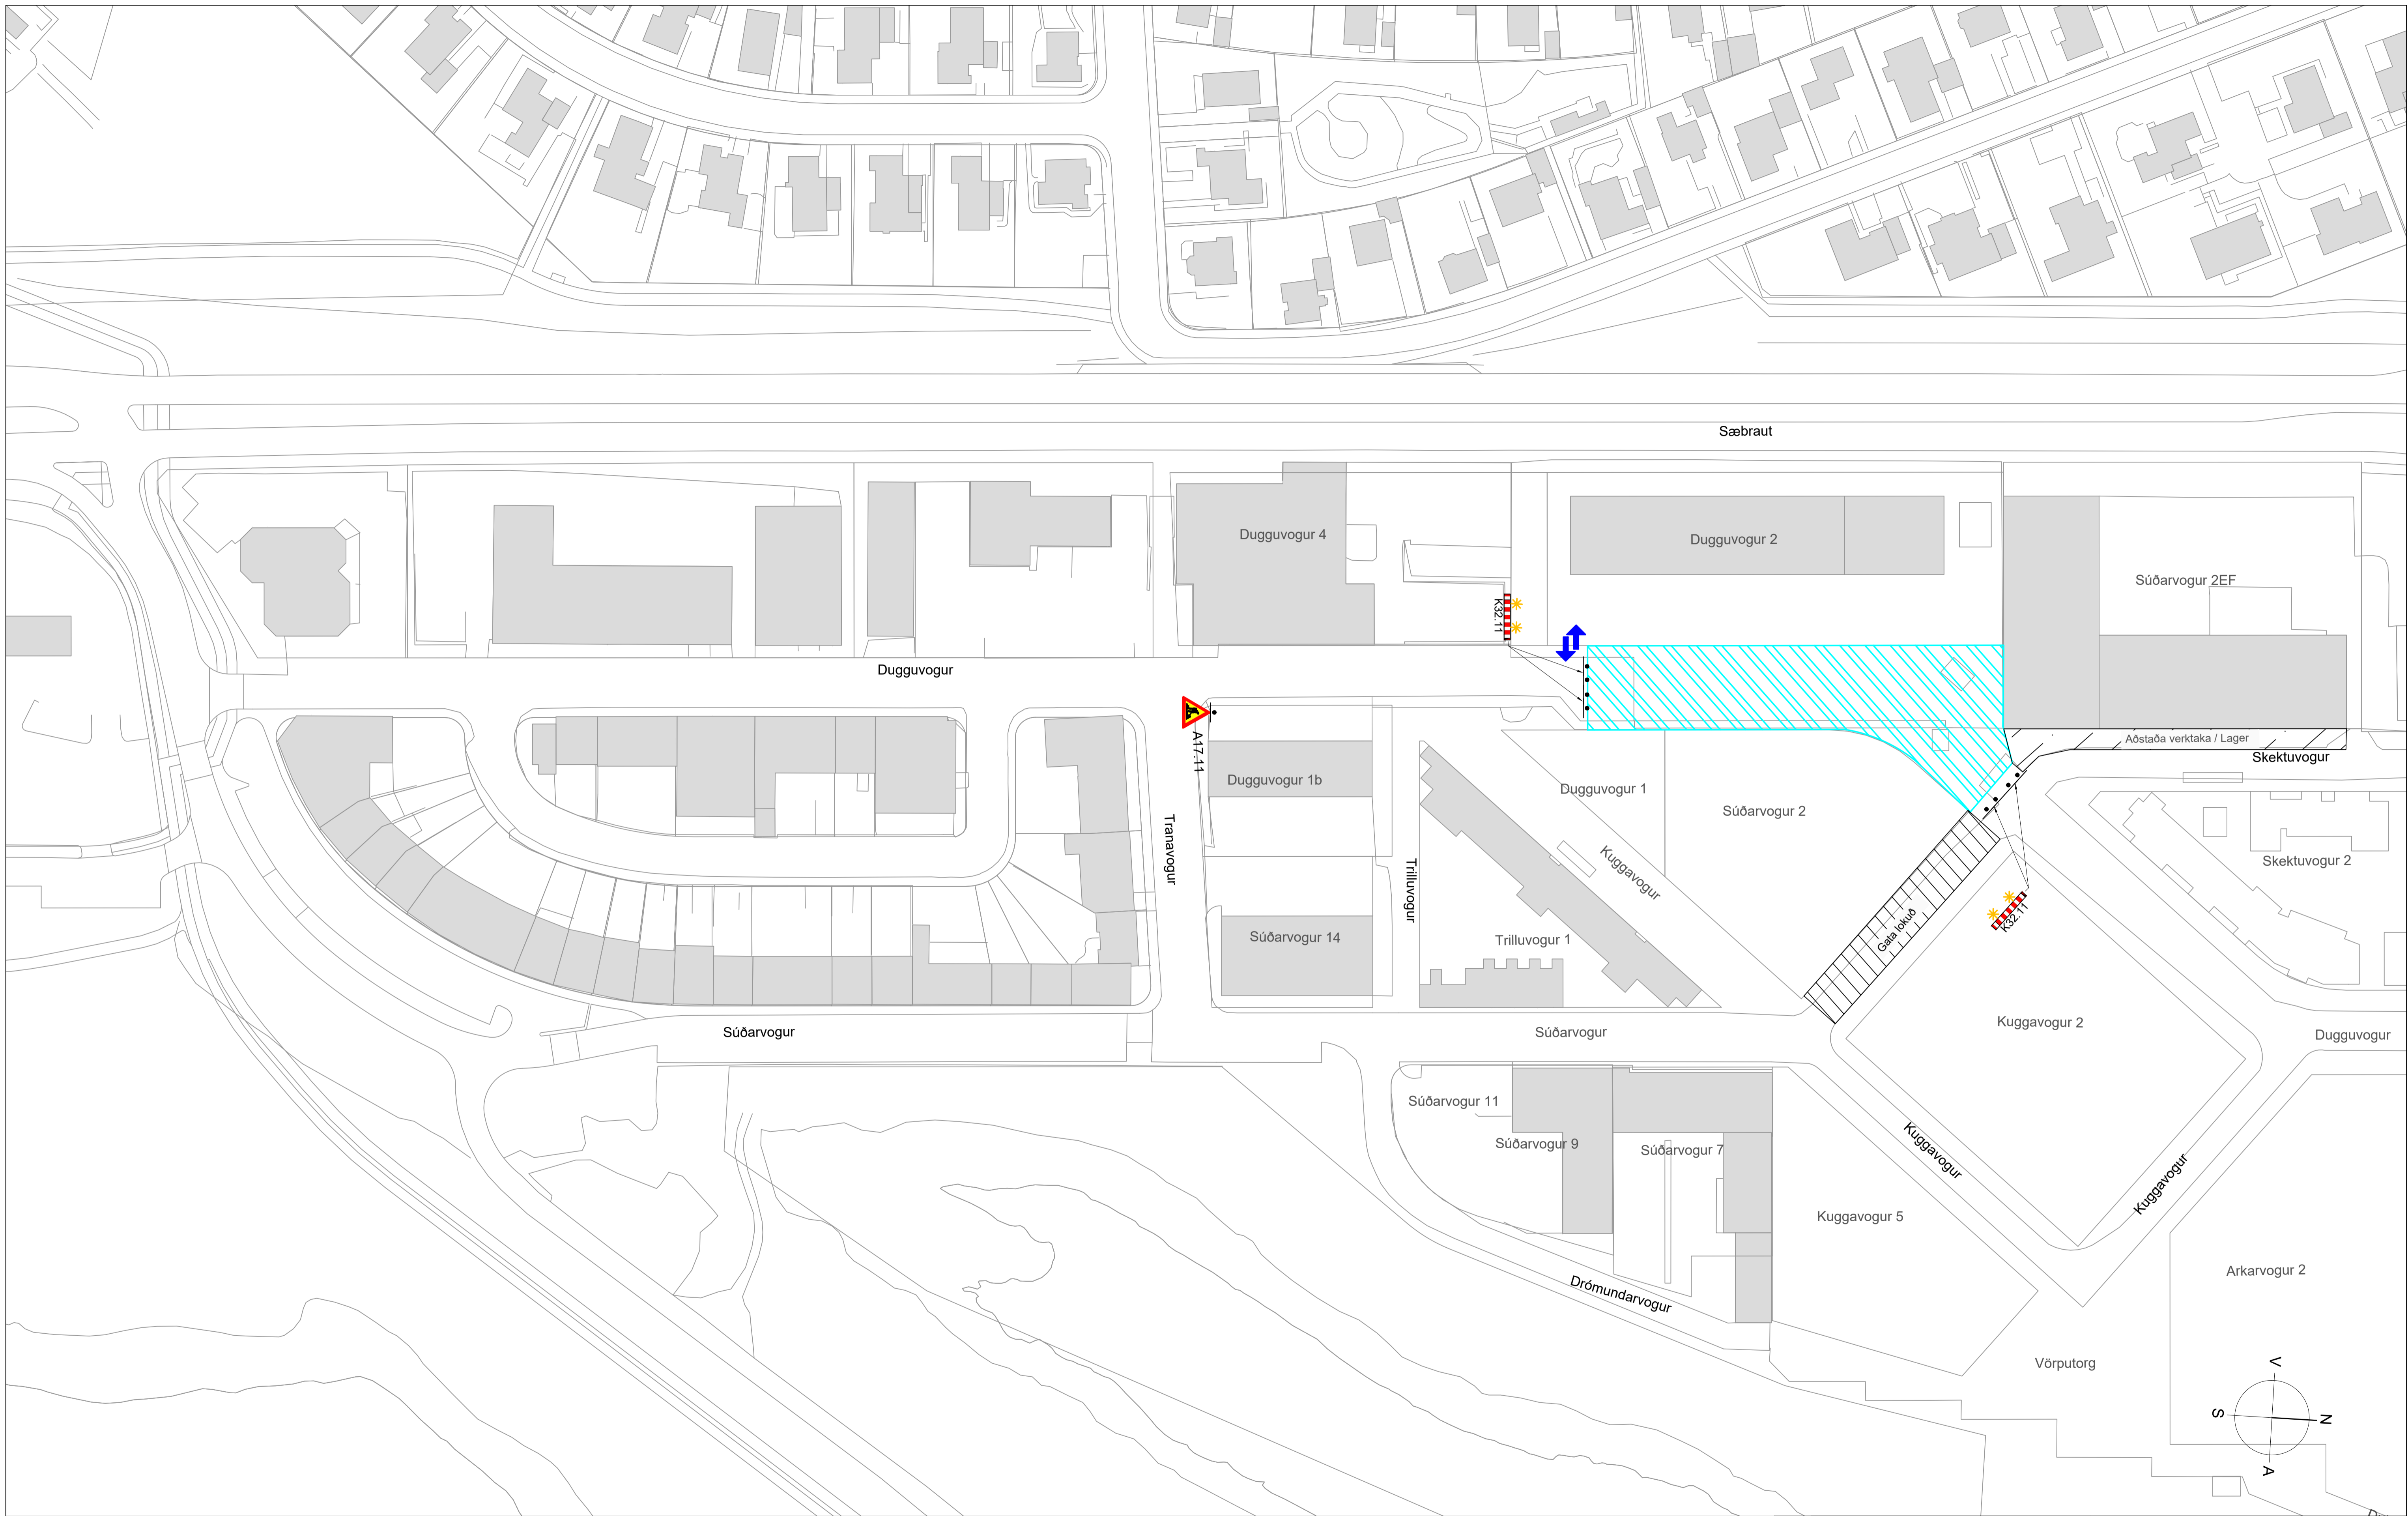 Sæbraut
Dugguvogur 4
Dugguvogur 2
Súðarvogur 2EF
K32.11
Dugguvogur
A17.11
Aðstaða verktaka / Lager
Skektuvogur
Dugguvogur 1b
Dugguvogur 1
Súðarvogur 2
Tranavogur
Trilluvogur
Kuggavogur
Skektuvogur 2
Súðarvogur 14
Trilluvogur 1
Gata lokuð
K32.11
Súðarvogur
Súðarvogur
Kuggavogur 2
Dugguvogur
Súðarvogur 11
Súðarvogur 9
Súðarvogur 7
Kuggavogur
Kuggavogur
Kuggavogur 5
Arkarvogur 2
Drómundarvogur
Vörputorg
V
S
N
A